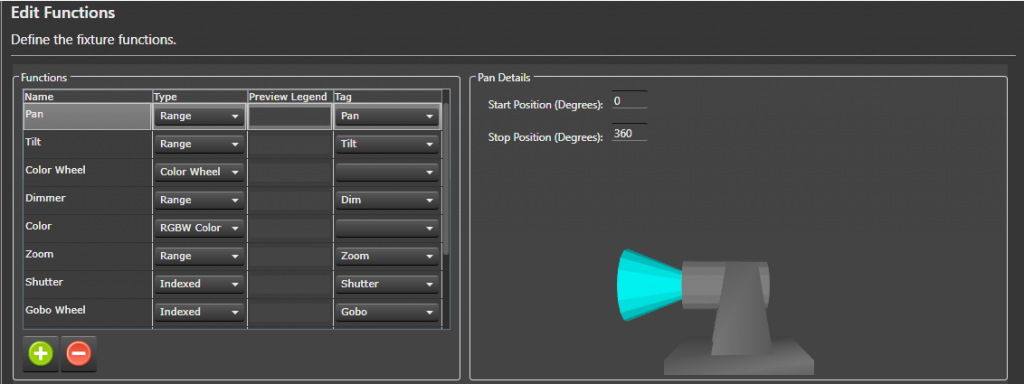 Edit Functions
Define the fixture functions.
Functions
Name Type Preview Legend Tag
Pan Range Pan
Tilt Range Tilt
Color Wheel Color Wheel
Dimmer Range Dim
Color RGBW Color
Zoom Range Zoom
Shutter Indexed Shutter
Gobo Wheel Indexed Gobo
Pan Details
Start Position (Degrees): 0
Stop Position (Degrees): 360